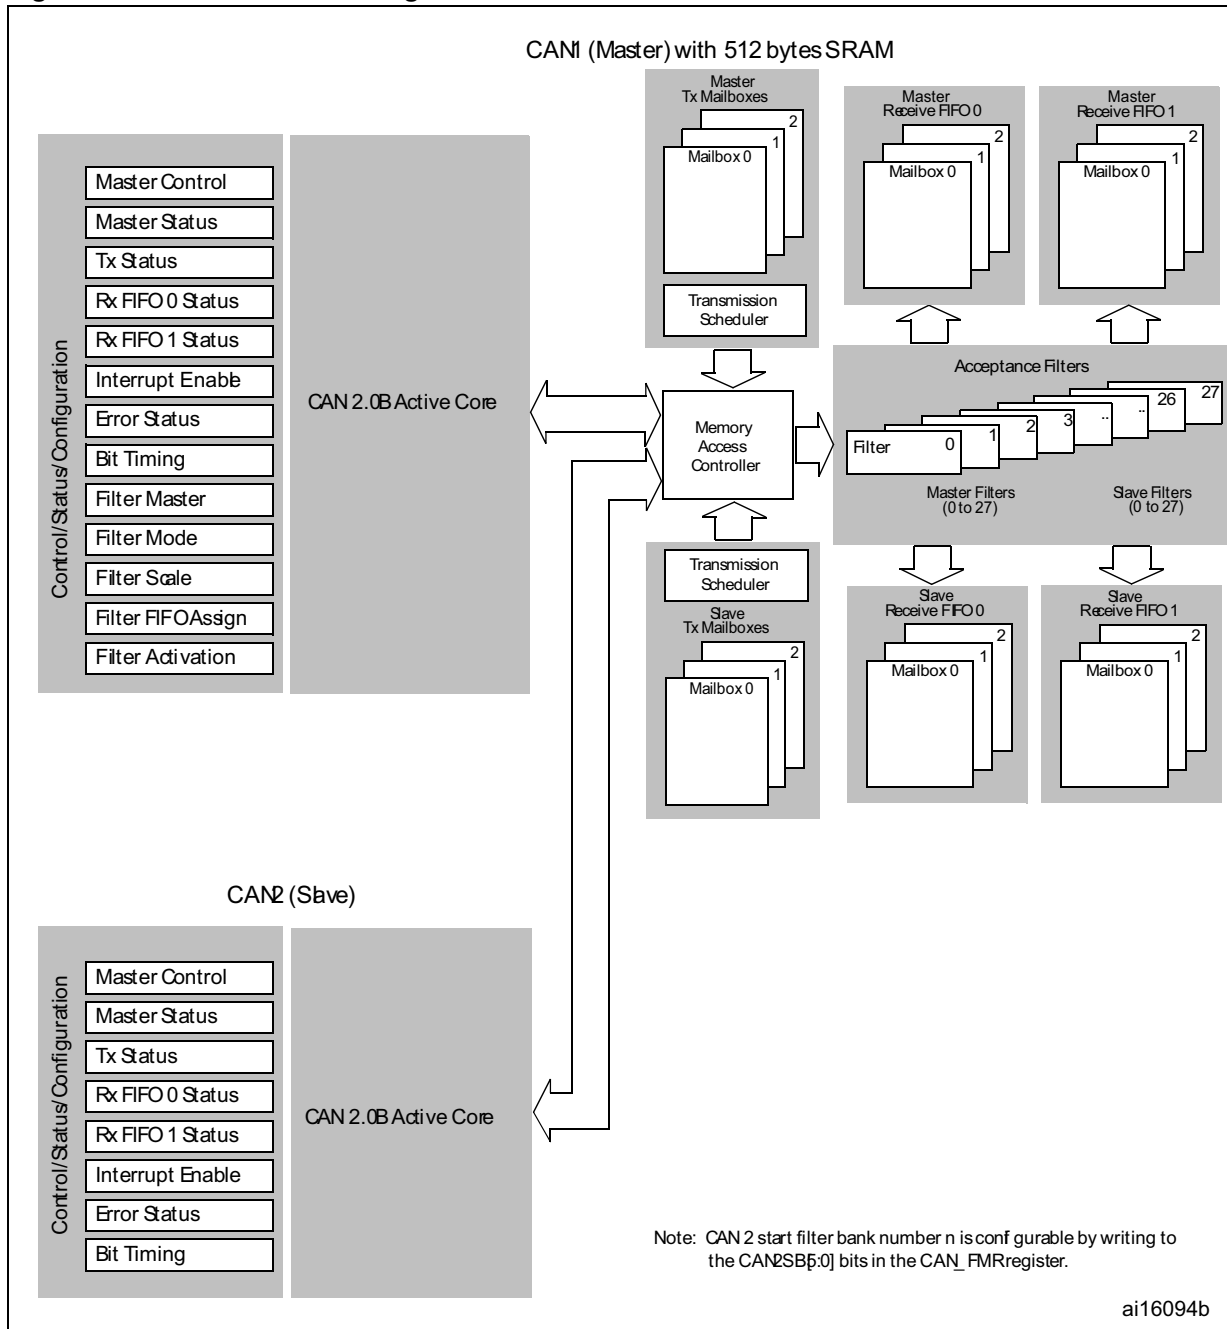 CAN1 (Master) with 512 bytes SRAM
Control/Status/Configuration
Master Control
Master Status
Tx Status
Rx FIFO 0 Status
Rx FIFO 1 Status
Interrupt Enable
Error Status
Bit Timing
Filter Master
Filter Mode
Filter Scale
Filter FIFO Assign
Filter Activation
CAN 2.0B Active Core
Master
Tx Mailboxes
2
1
Mailbox 0
Transmission
Scheduler
Master
Receive FIFO 0
2
1
Mailbox 0
Master
Receive FIFO 1
2
1
Mailbox 0
Memory
Access
Controller
Acceptance Filters
Filter 0
1
2
3
..
..
26
27
Master Filters
(0 to 27)
Slave Filters
(0 to 27)
Transmission
Scheduler
Slave
Tx Mailboxes
2
1
Mailbox 0
Slave
Receive FIFO 0
2
1
Mailbox 0
Slave
Receive FIFO 1
2
1
Mailbox 0
CAN2 (Slave)
Control/Status/Configuration
Master Control
Master Status
Tx Status
Rx FIFO 0 Status
Rx FIFO 1 Status
Interrupt Enable
Error Status
Bit Timing
CAN 2.0B Active Core
Note: CAN 2 start filter bank number n is conf gurable by writing to
the CAN2SB[5:0] bits in the CAN_FMR register.
ai16094b